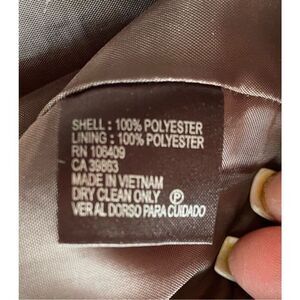 SHELL : 100% POLYESTER
LINING : 100% POLYESTER
RN 106409
CA 39863
MADE IN VIETNAM
DRY CLEAN ONLY Ⓟ
VER AL DORSO PARA CUIDADO